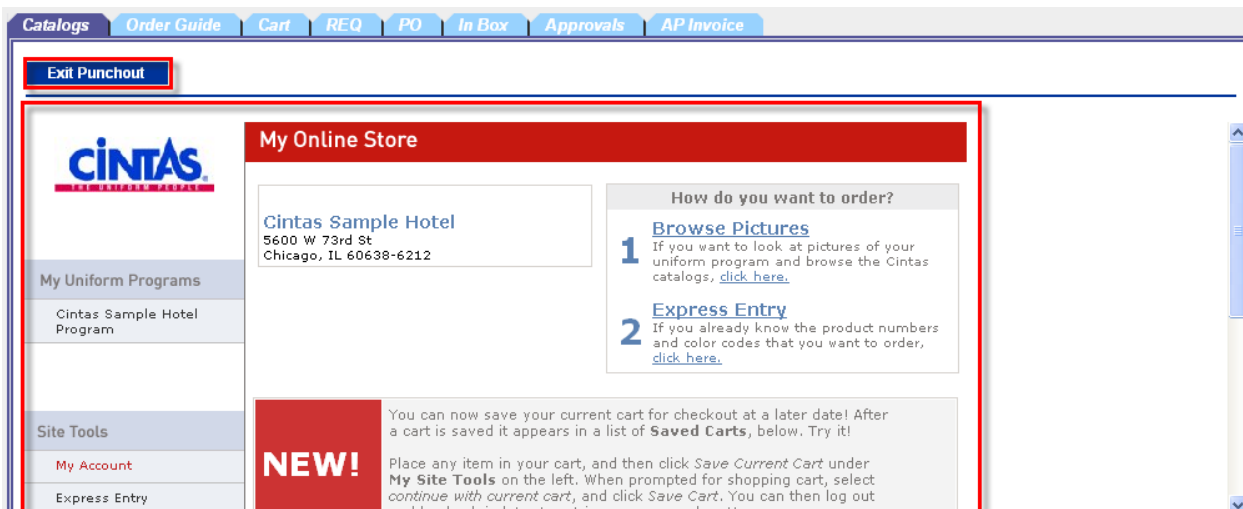 Catalogs Order Guide Cart REQ PO In Box Approvals AP Invoice
Exit Punchout
CINTAS.
THE UNIFORM PEOPLE
My Online Store
Cintas Sample Hotel
5600 W 73rd St
Chicago, IL 60638-6212
How do you want to order?
1 Browse Pictures
If you want to look at pictures of your
uniform program and browse the Cintas
catalogs, click here.
2 Express Entry
If you already know the product numbers
and color codes that you want to order,
click here.
My Uniform Programs
Cintas Sample Hotel
Program
Site Tools
My Account
Express Entry
NEW!
You can now save your current cart for checkout at a later date! After
a cart is saved it appears in a list of Saved Carts, below. Try it!
Place any item in your cart, and then click Save Current Cart under
My Site Tools on the left. When prompted for shopping cart, select
continue with current cart, and click Save Cart. You can then log out